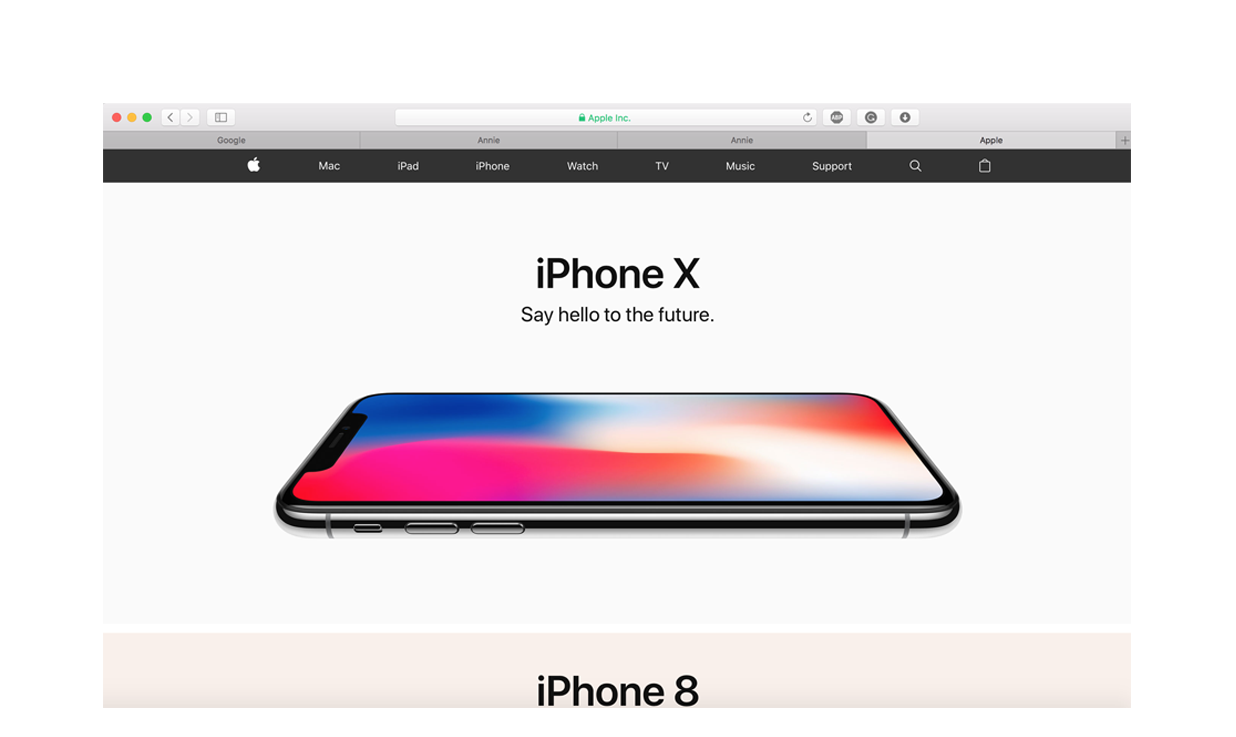 Apple Inc.
ABP
Google Annie Annie Apple
Mac iPad iPhone Watch TV Music Support
iPhone X
Say hello to the future.
iPhone 8